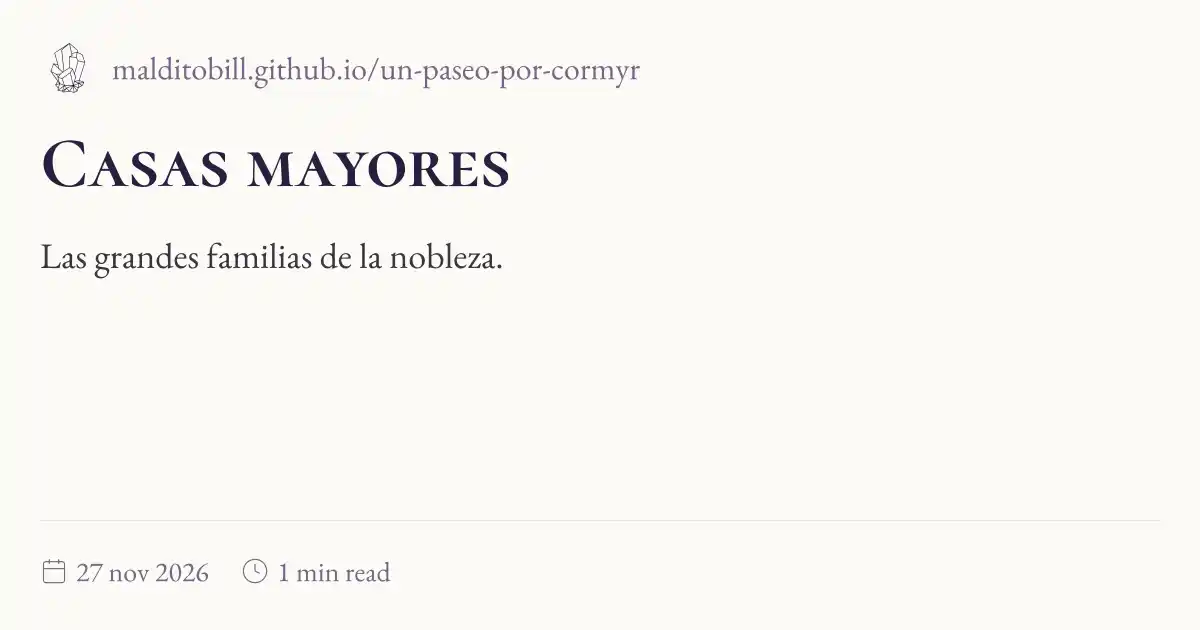 malditobill.github.io/un-paseo-por-cormyr
Casas mayores
Las grandes familias de la nobleza.
27 nov 2026 1 min read